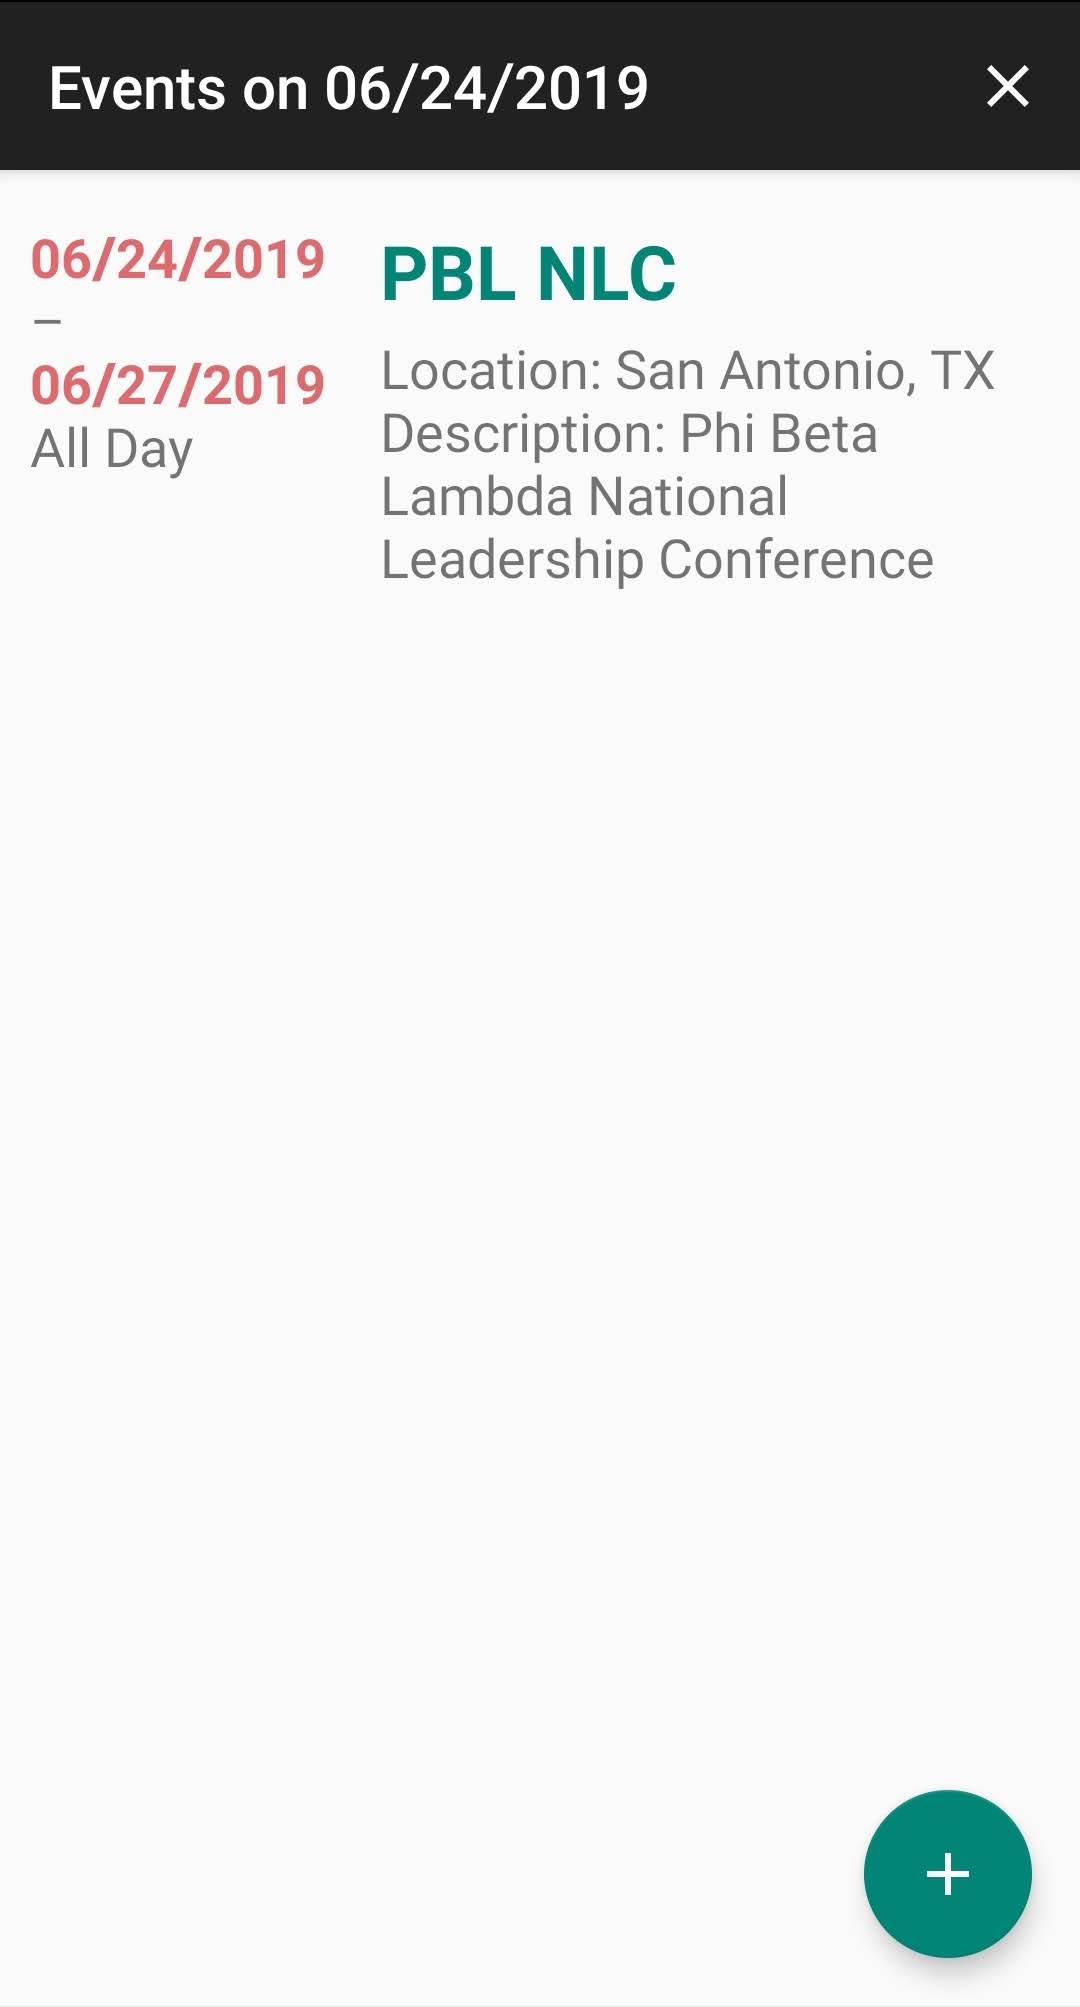 Events on 06/24/2019
06/24/2019
–
06/27/2019
All Day
PBL NLC
Location: San Antonio, TX
Description: Phi Beta
Lambda National
Leadership Conference